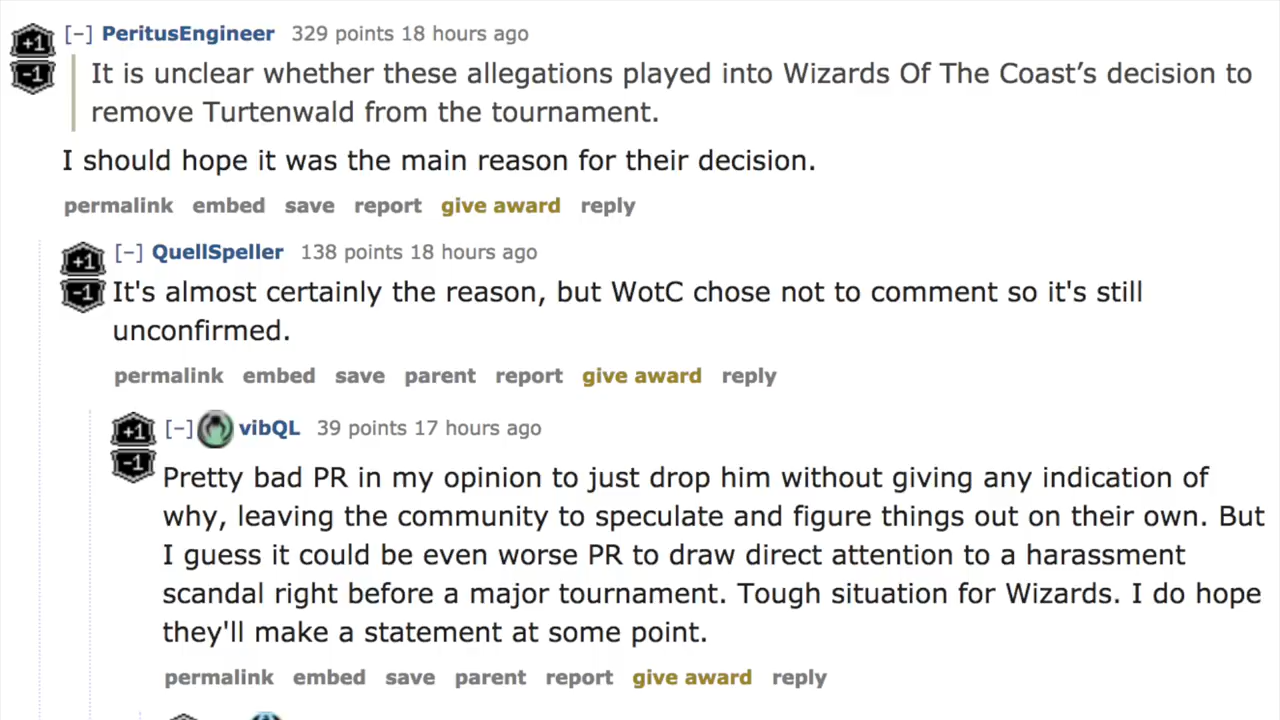 [−] PeritusEngineer 329 points 18 hours ago
+1
-1
It is unclear whether these allegations played into Wizards Of The Coast’s decision to
remove Turtenwald from the tournament.
I should hope it was the main reason for their decision.
permalink embed save report give award reply
[−] QuellSpeller 138 points 18 hours ago
+1
-1
It's almost certainly the reason, but WotC chose not to comment so it's still
unconfirmed.
permalink embed save parent report give award reply
[−] vibQL 39 points 17 hours ago
+1
-1
Pretty bad PR in my opinion to just drop him without giving any indication of
why, leaving the community to speculate and figure things out on their own. But
I guess it could be even worse PR to draw direct attention to a harassment
scandal right before a major tournament. Tough situation for Wizards. I do hope
they'll make a statement at some point.
permalink embed save parent report give award reply